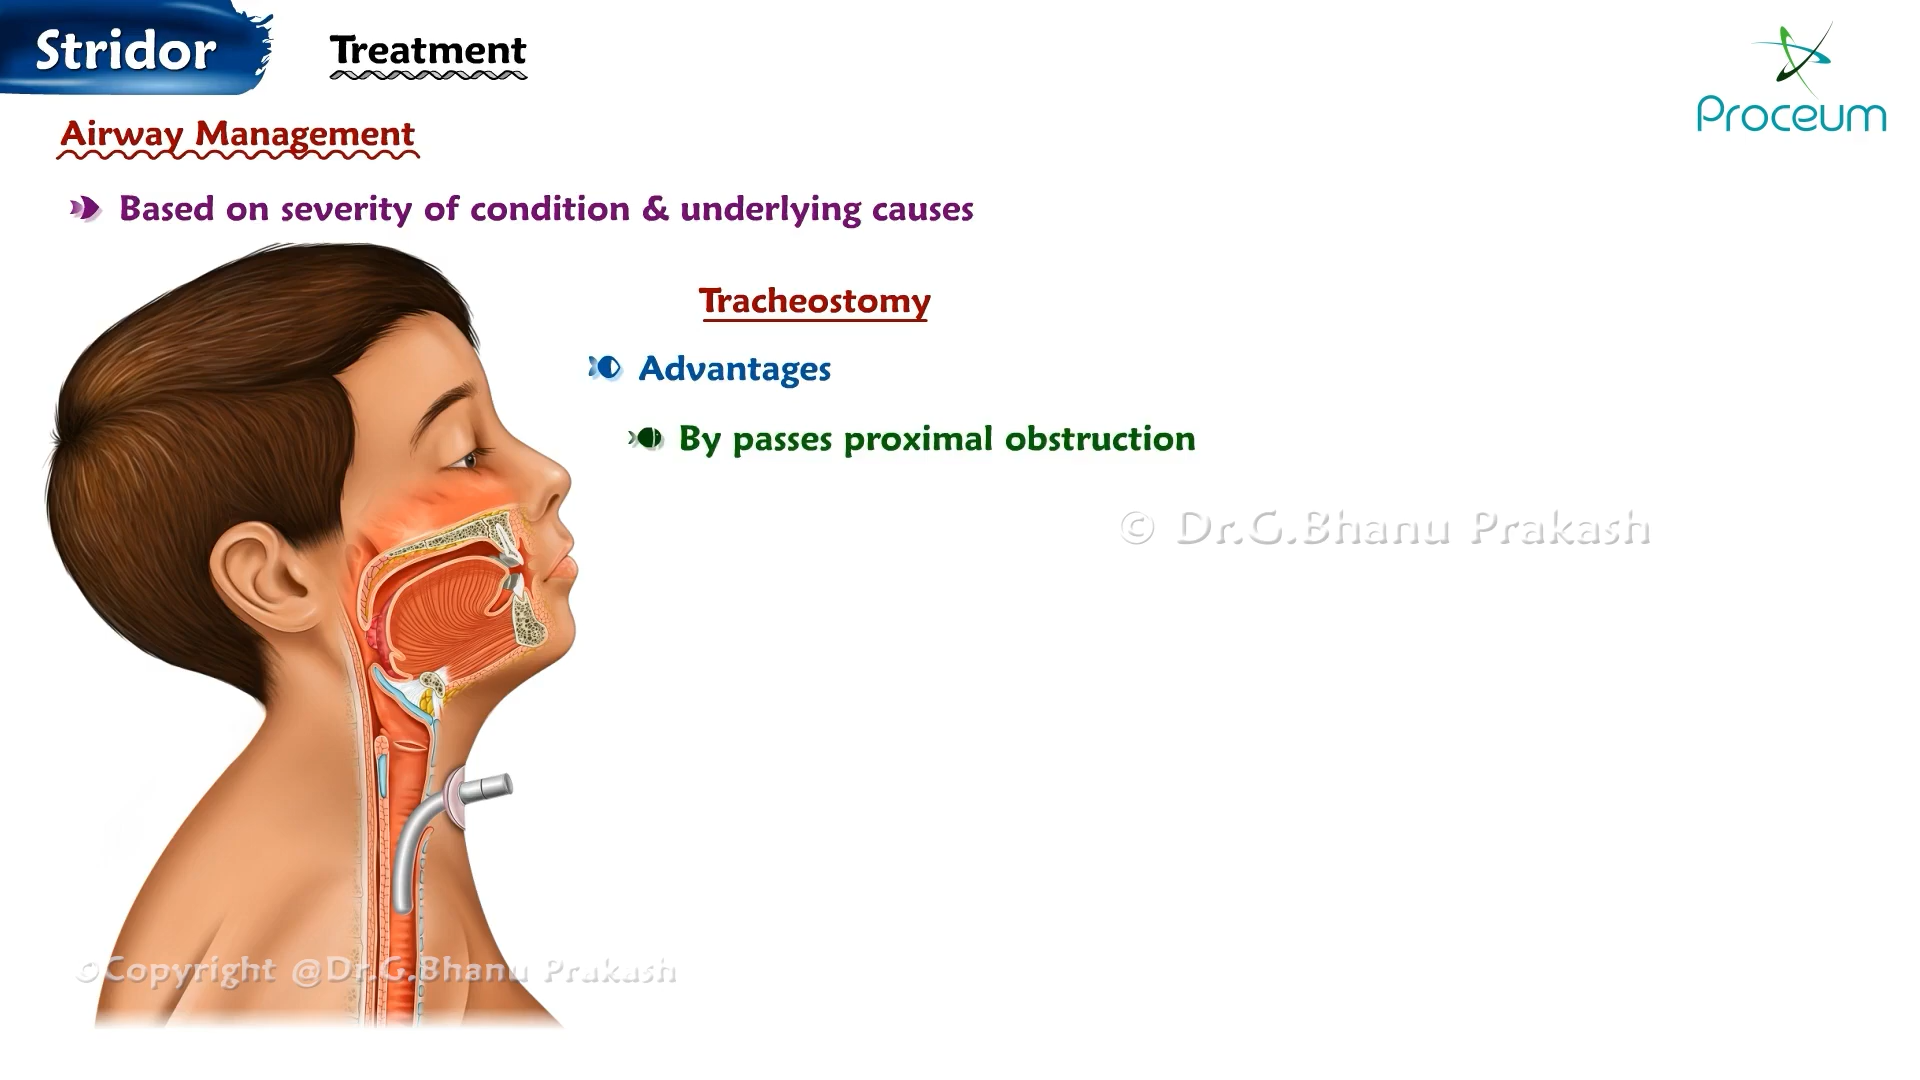 Stridor
Treatment
Proceum
Airway Management
Based on severity of condition & underlying causes
Tracheostomy
Advantages
By passes proximal obstruction
© Dr.G.Bhanu Prakash
©Copyright @Dr.G.Bhanu Prakash